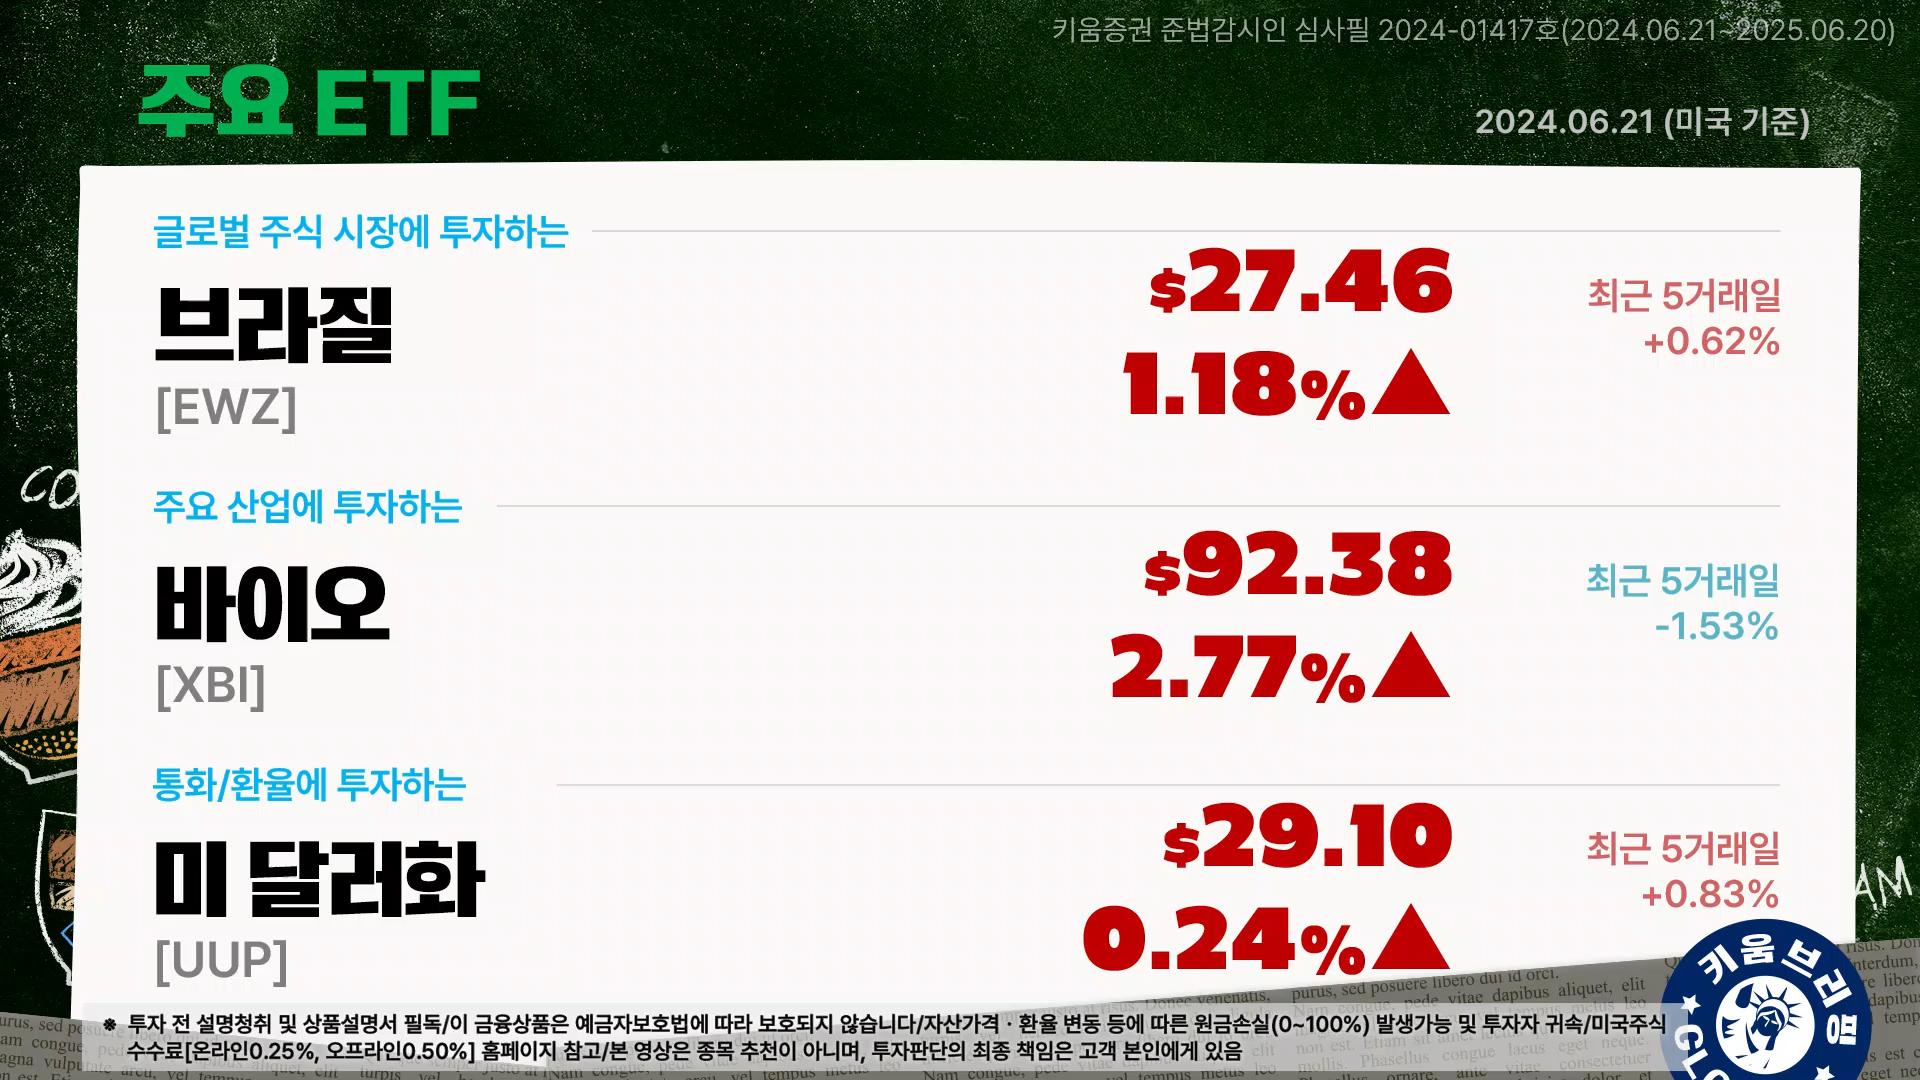 키움증권 준법감시인 심사필 2024-01417호(2024.06.21~2025.06.20)
주요 ETF
2024.06.21 (미국 기준)
글로벌 주식 시장에 투자하는
브라질
[EWZ]
$27.46
1.18%▲
최근 5거래일
+0.62%
주요 산업에 투자하는
바이오
[XBI]
$92.38
2.77%▲
최근 5거래일
-1.53%
통화/환율에 투자하는
미 달러화
[UUP]
$29.10
0.24%▲
최근 5거래일
+0.83%
CO
AM
키움 브리핑
※ 투자 전 설명청취 및 상품설명서 필독/이 금융상품은 예금자보호법에 따라 보호되지 않습니다/자산가격 · 환율 변동 등에 따른 원금손실(0~100%) 발생가능 및 투자자 귀속/미국주식
수수료[온라인0.25%, 오프라인0.50%] 홈페이지 참고/본 영상은 종목 추천이 아니며, 투자판단의 최종 책임은 고객 본인에게 있음